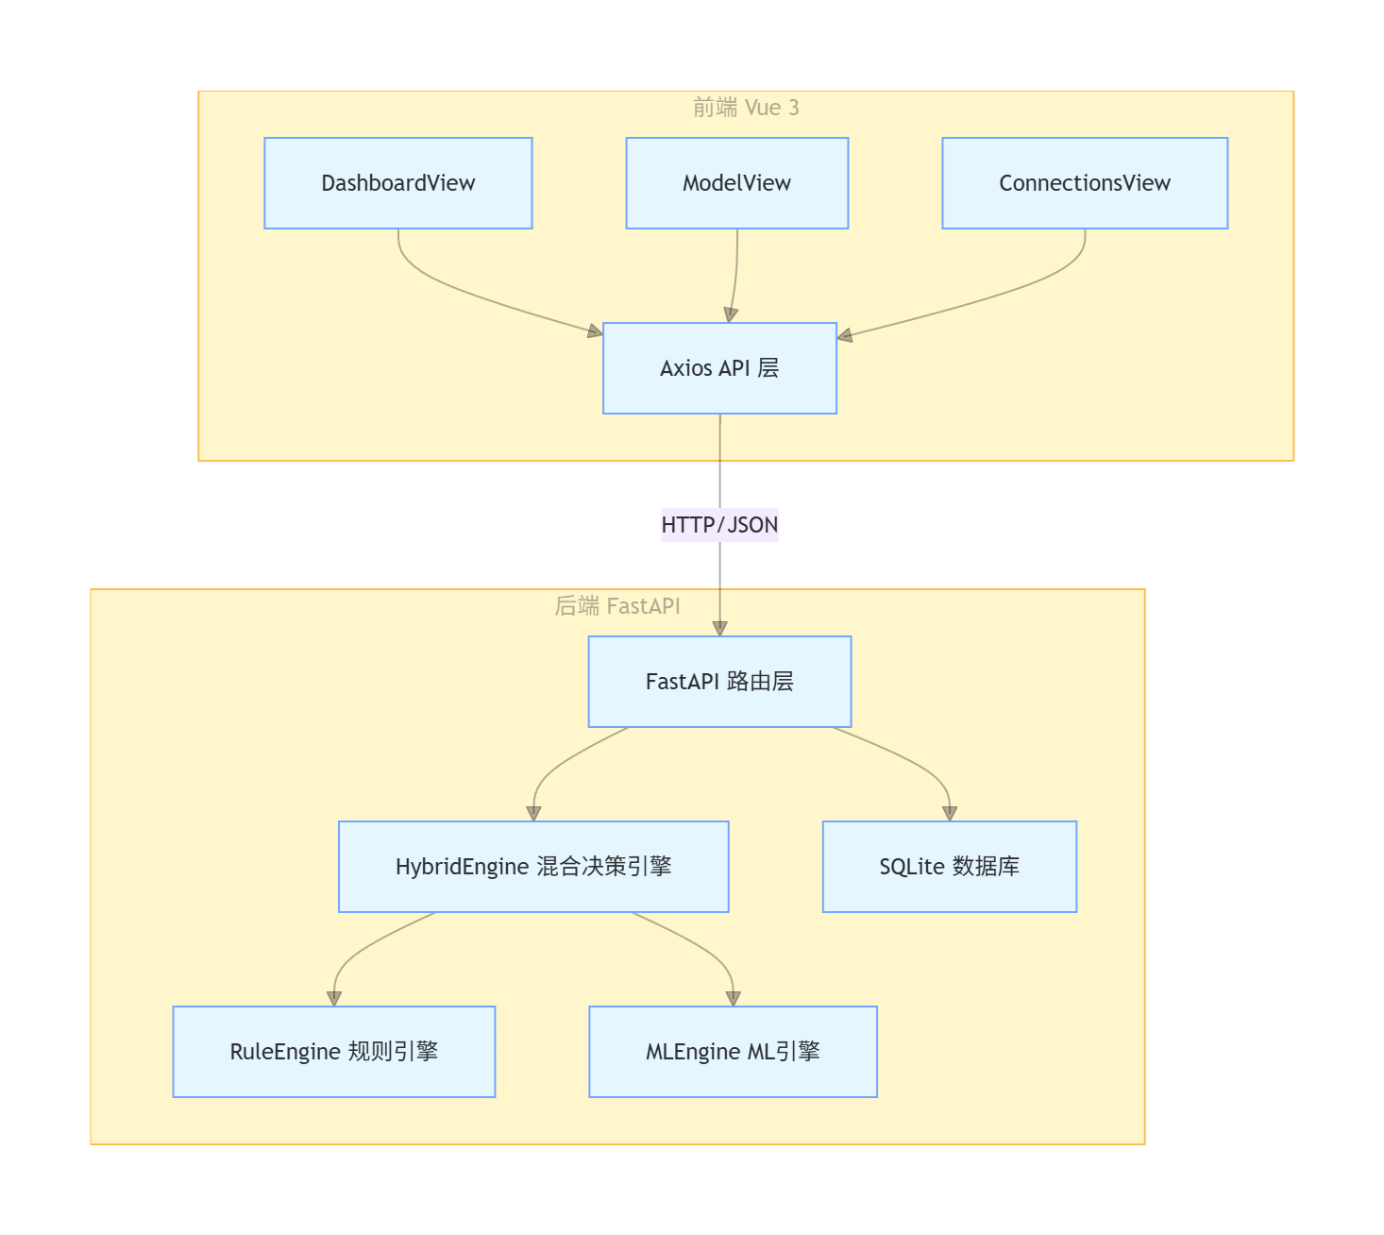 前端 Vue 3
DashboardView
ModelView
ConnectionsView
Axios API 层
HTTP/JSON
后端 FastAPI
FastAPI 路由层
HybridEngine 混合决策引擎
SQLite 数据库
RuleEngine 规则引擎
MLEngine ML引擎